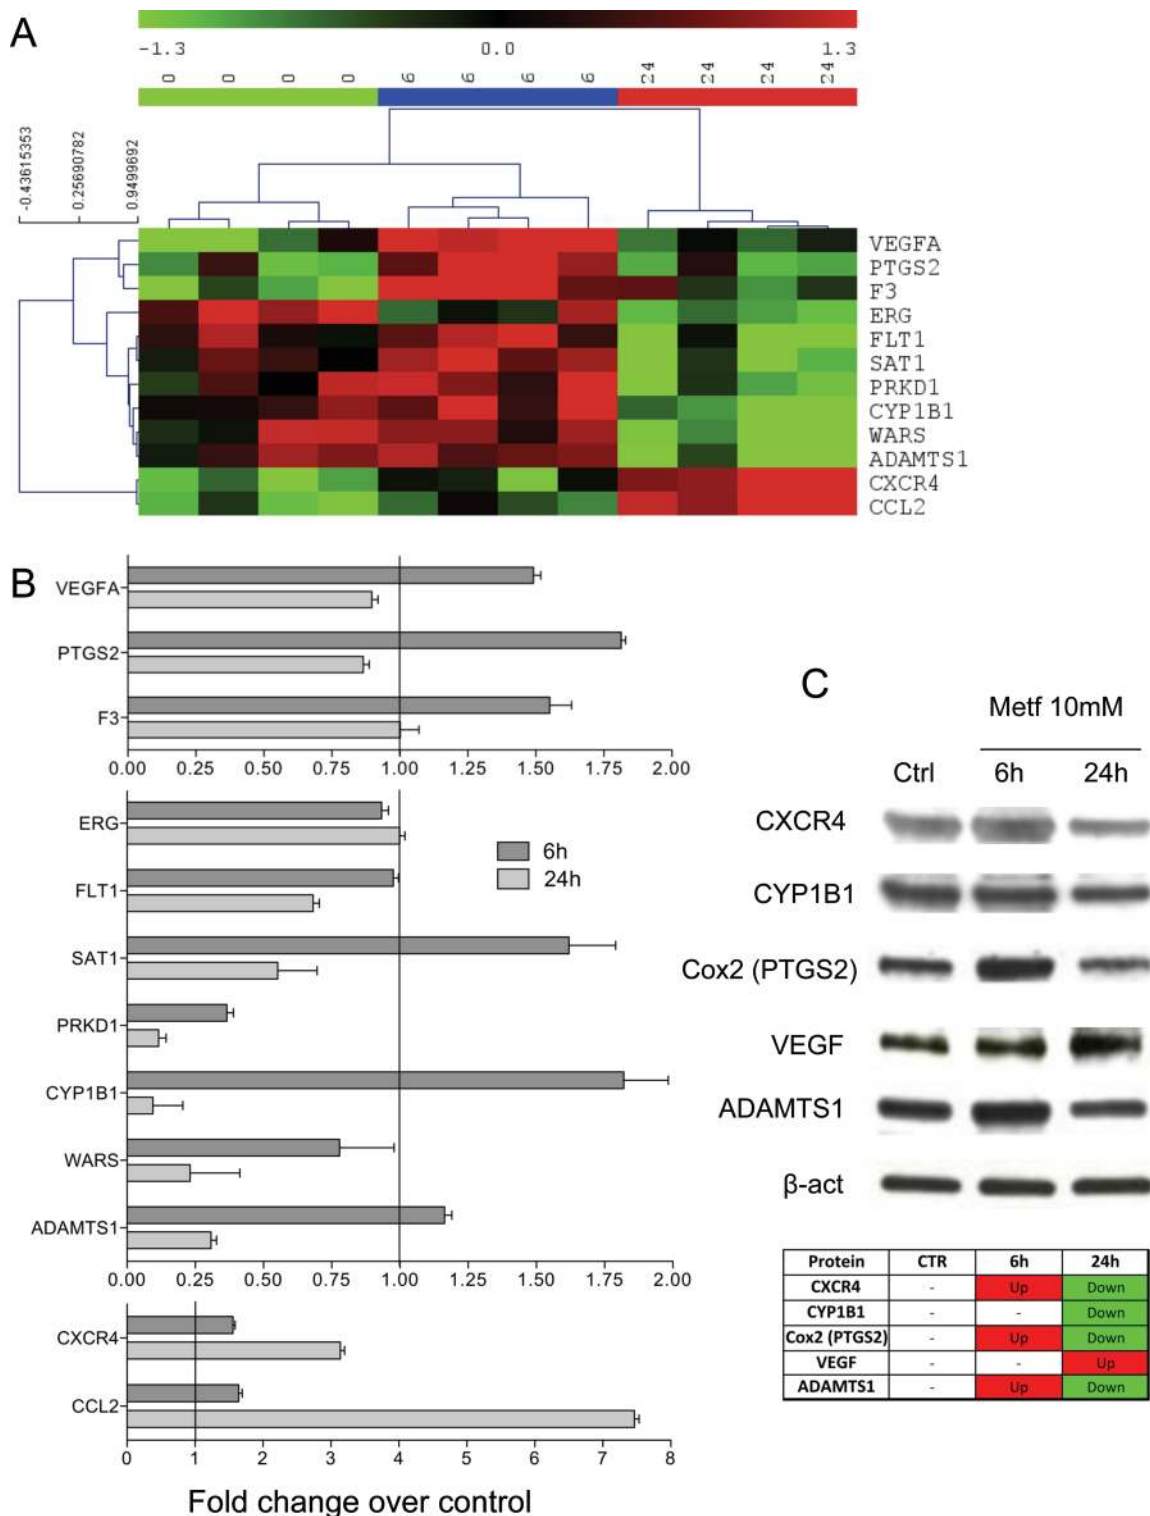 A
-1.3 0.0 1.3
0 0 0 0 6 6 6 6 24 24 24 24
-0.43615353 0.25690782 0.9499692
VEGFA
PTGS2
F3
ERG
FLT1
SAT1
PRKD1
CYP1B1
WARS
ADAMTS1
CXCR4
CCL2
B
VEGFA
PTGS2
F3
0.00 0.25 0.50 0.75 1.00 1.25 1.50 1.75 2.00
ERG
FLT1
SAT1
PRKD1
CYP1B1
WARS
ADAMTS1
6h
24h
0.00 0.25 0.50 0.75 1.00 1.25 1.50 1.75 2.00
CXCR4
CCL2
0 1 2 3 4 5 6 7 8
Fold change over control
C
Metf 10mM
Ctrl 6h 24h
CXCR4
CYP1B1
Cox2 (PTGS2)
VEGF
ADAMTS1
β-act
Protein CTR 6h 24h
CXCR4 - Up Down
CYP1B1 - - Down
Cox2 (PTGS2) - Up Down
VEGF - - Up
ADAMTS1 - Up Down